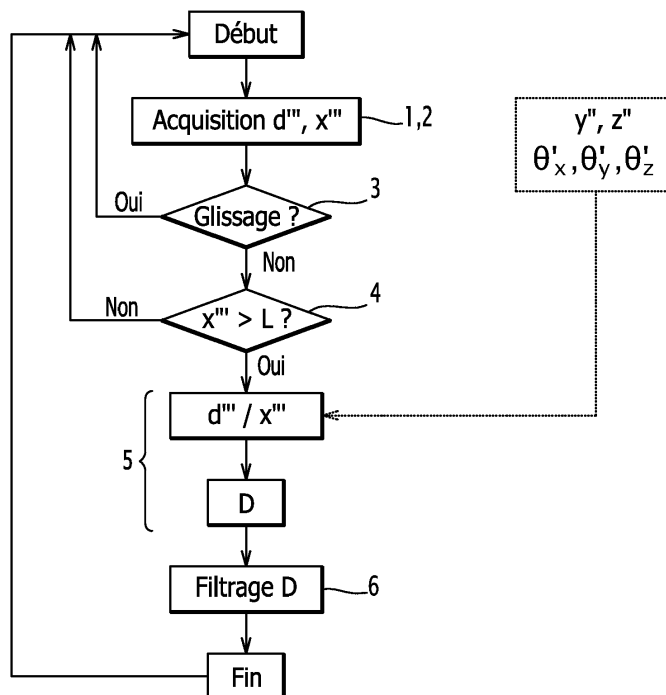 Début
Acquisition d''', x'''
1,2
y'', z''
θ'x, θ'y, θ'z
Oui
Glissage ?
3
Non
Non
x''' > L ?
4
Oui
d''' / x'''
5
D
Filtrage D
6
Fin